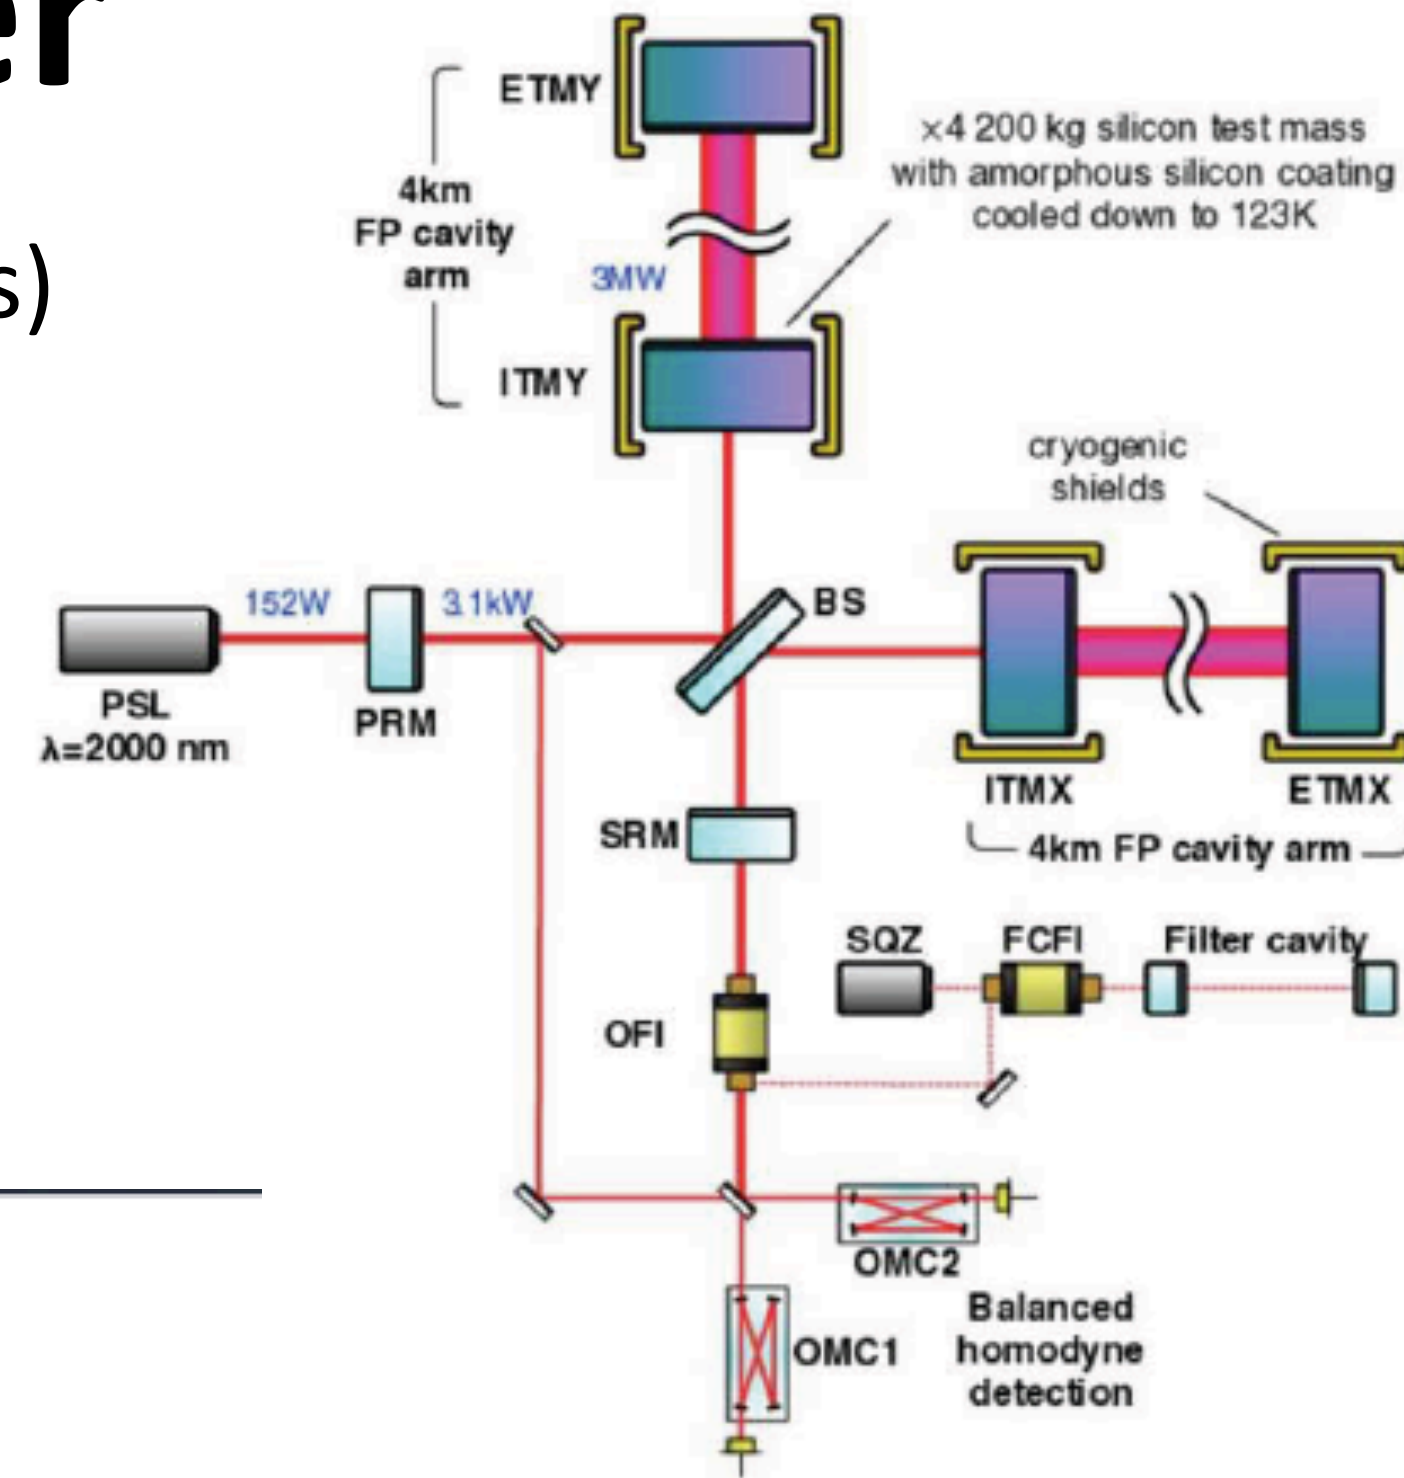 er
s)
ETMY
4km
FP cavity
arm
3MW
ITMY
×4 200 kg silicon test mass
with amorphous silicon coating
cooled down to 123K
cryogenic
shields
152W
3.1kW
BS
PSL
λ=2000 nm
PRM
ITMX
ETMX
4km FP cavity arm
SRM
SQZ
FCFI
Filter cavity
OFI
OMC2
OMC1
Balanced
homodyne
detection